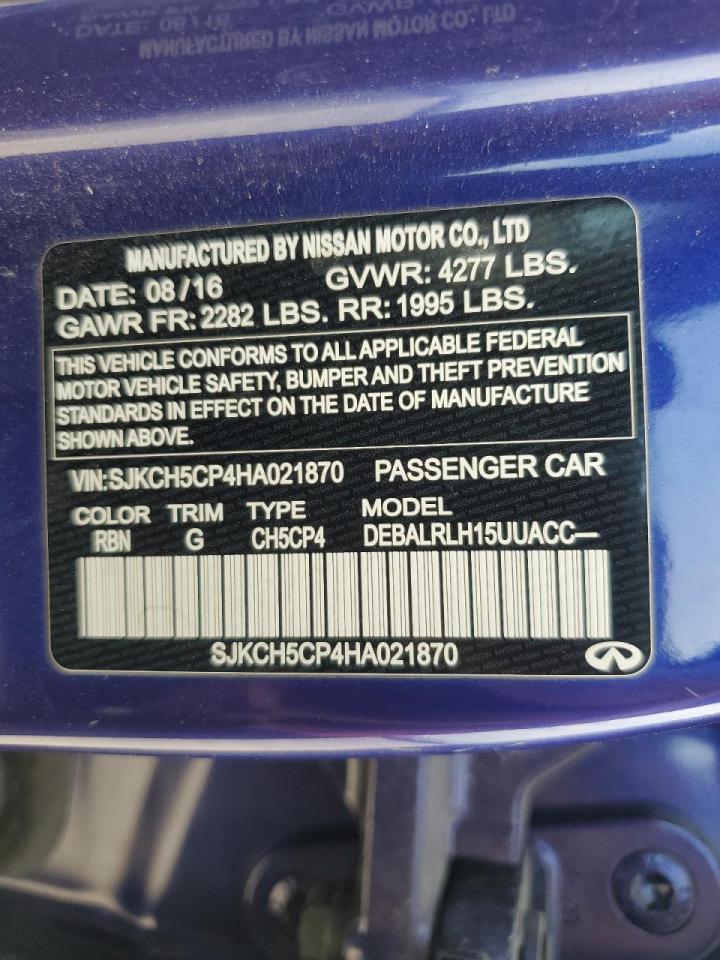 MANUFACTURED BY NISSAN MOTOR CO., LTD
DATE: 08/16 GVWR: 4277 LBS.
GAWR FR: 2282 LBS. RR: 1995 LBS.
THIS VEHICLE CONFORMS TO ALL APPLICABLE FEDERAL
MOTOR VEHICLE SAFETY, BUMPER AND THEFT PREVENTION
STANDARDS IN EFFECT ON THE DATE OF MANUFACTURE
SHOWN ABOVE.
VIN:SJKCH5CP4HA021870 PASSENGER CAR
COLOR TRIM TYPE MODEL
RBN G CH5CP4 DEBALRLH15UUACC—
SJKCH5CP4HA021870